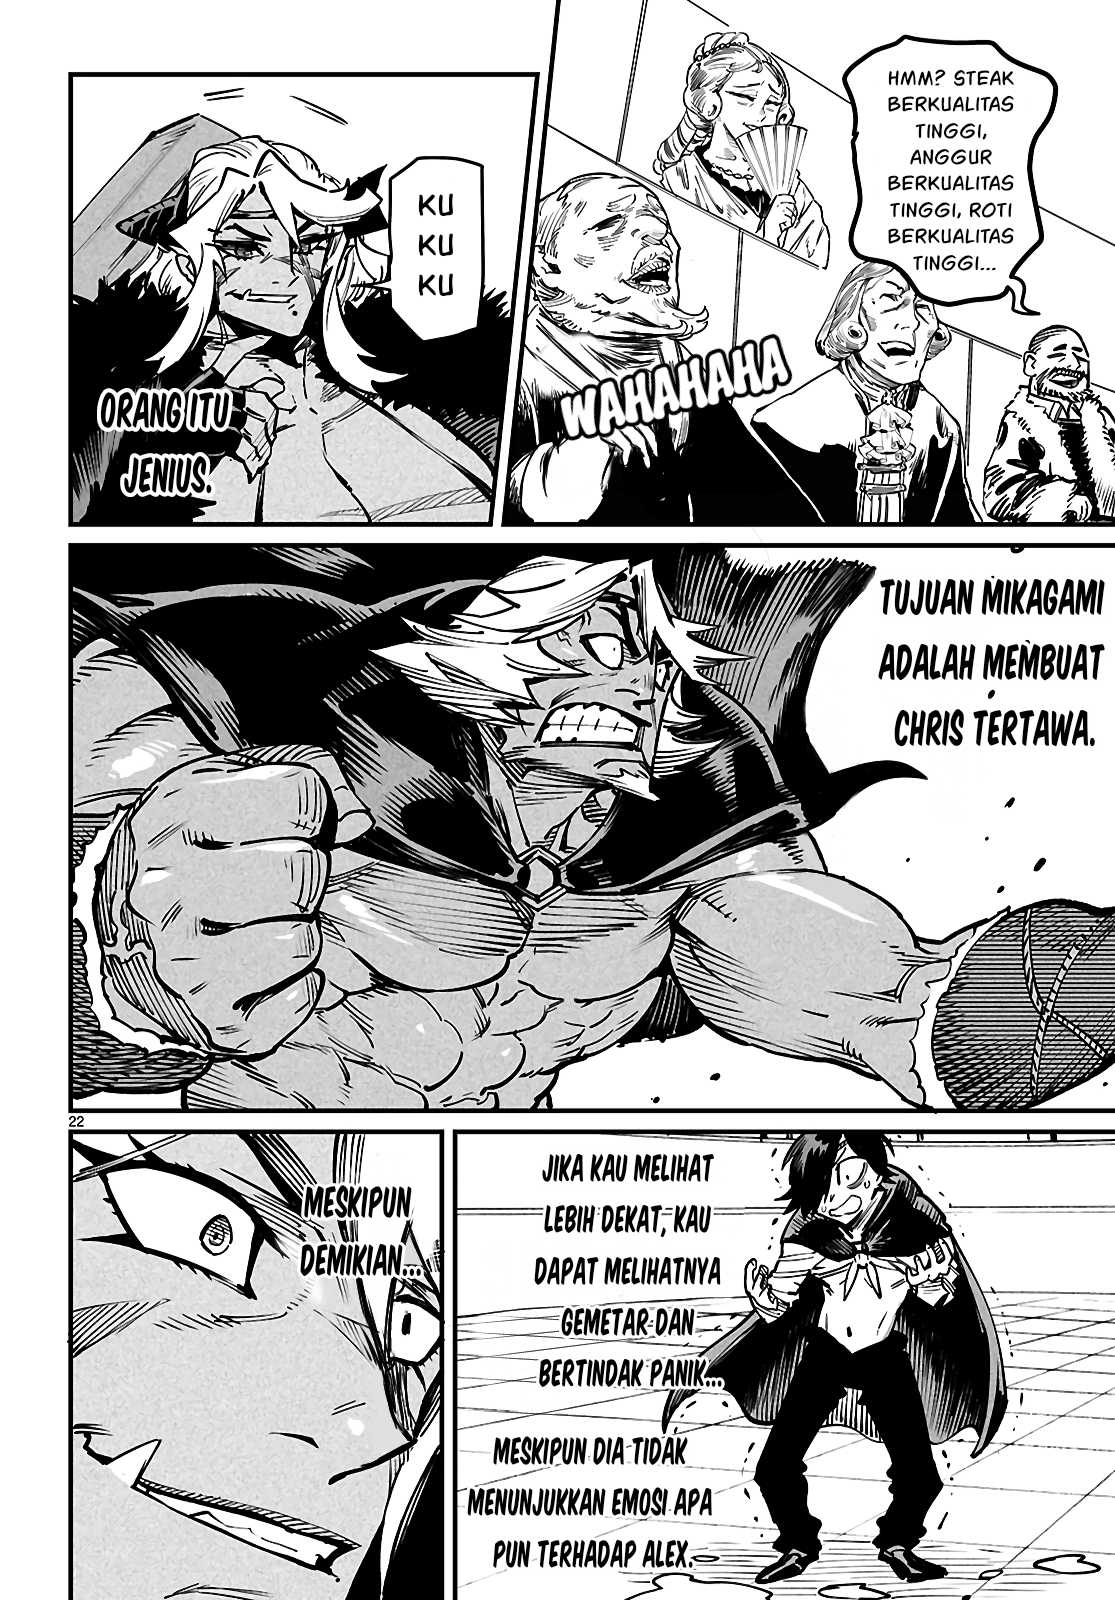 HMM? STEAK
BERKUALITAS
TINGGI,
ANGGUR
BERKUALITAS
TINGGI, ROTI
BERKUALITAS
TINGGI...
WAHAHAHA
KU
KU
KU
ORANG ITU
JENIUS.
TUJUAN MIKAGAMI
ADALAH MEMBUAT
CHRIS TERTAWA.
22
JIKA KAU MELIHAT
LEBIH DEKAT, KAU
DAPAT MELIHATNYA
GEMETAR DAN
BERTINDAK PANIK...
MESKIPUN DIA TIDAK
MENUNJUKKAN EMOSI APA
PUN TERHADAP ALEX.
MESKIPUN
DEMIKIAN...